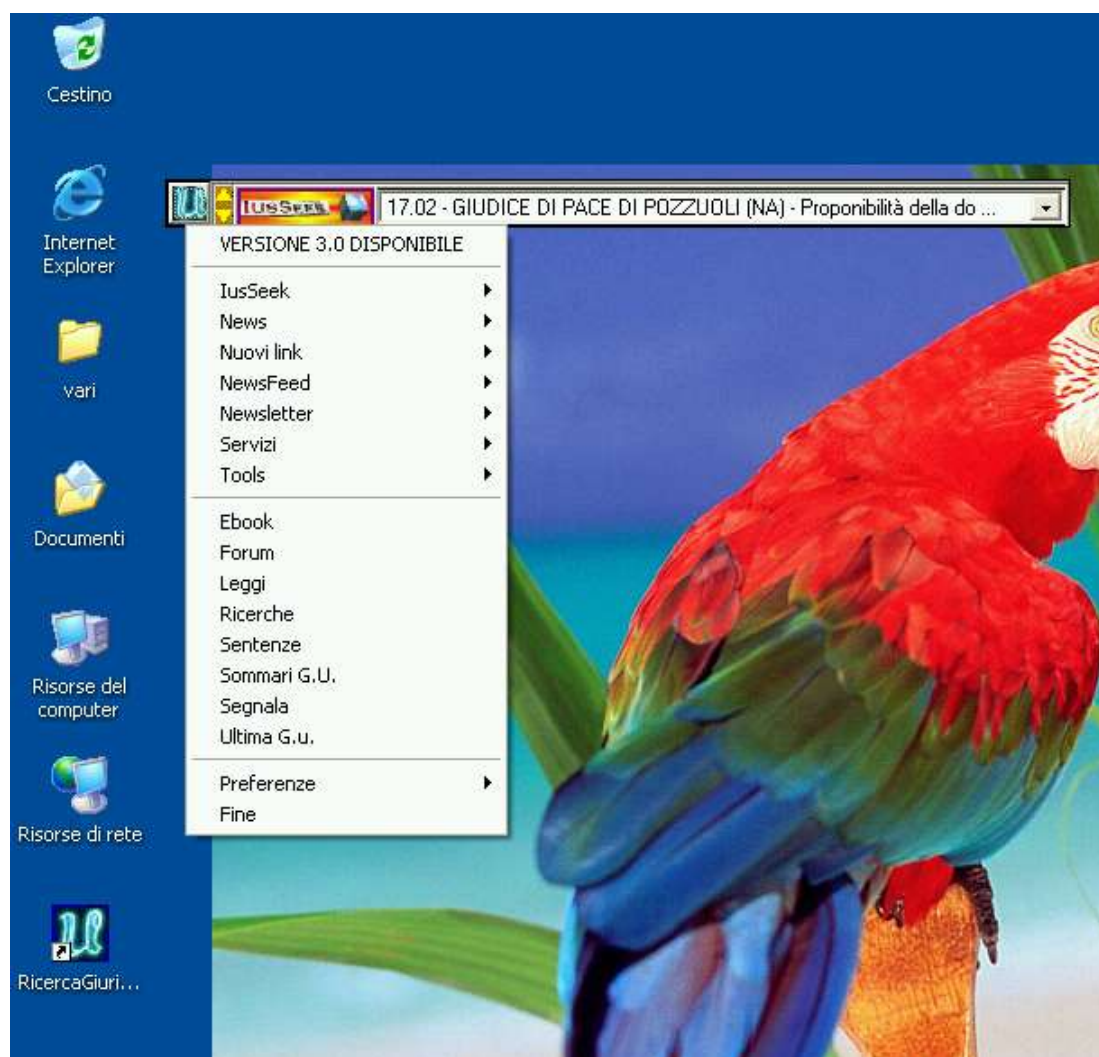 Cestino
Internet
Explorer
vari
Documenti
Risorse del
computer
Risorse di rete
RicercaGiuri...
IUSSEEK
17.02 - GIUDICE DI PACE DI POZZUOLI (NA) - Proponibilità della do ...
VERSIONE 3.0 DISPONIBILE
IusSeek
News
Nuovi link
NewsFeed
Newsletter
Servizi
Tools
Ebook
Forum
Leggi
Ricerche
Sentenze
Sommari G.U.
Segnala
Ultima G.u.
Preferenze
Fine